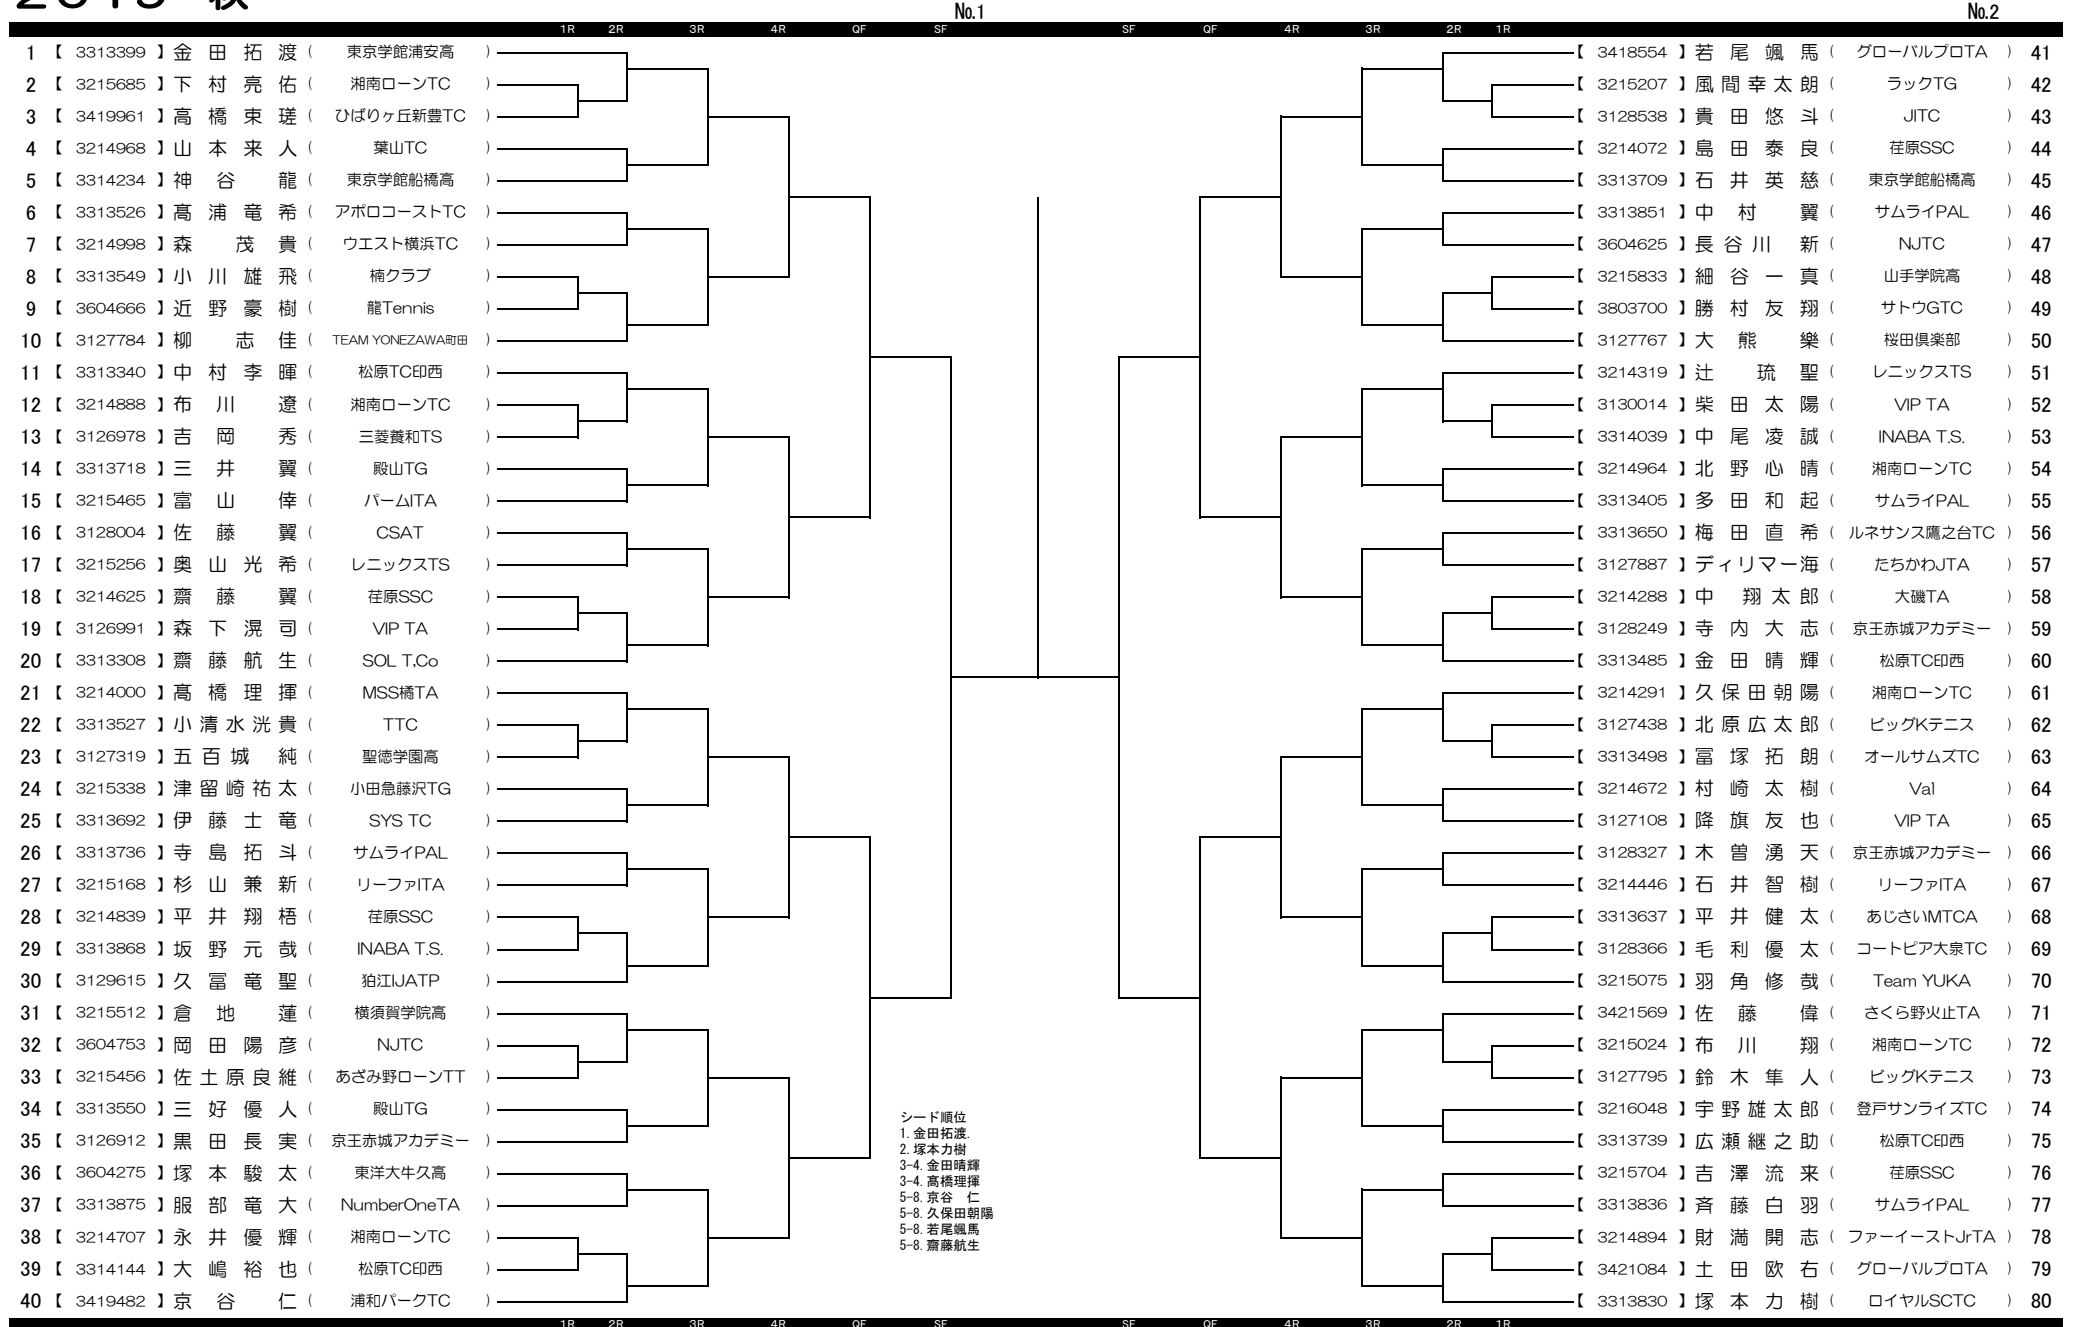 No.1
No.2
1R 2R 3R 4R QF SF SF QF 4R 3R 2R 1R
1 【 3313399 】 金田拓渡 ( 東京学館浦安高 )
2 【 3215685 】 下村亮佑 ( 湘南ローンTC )
3 【 3419961 】 高橋束瑳 ( ひばりヶ丘新豊TC )
4 【 3214968 】 山本来人 ( 葉山TC )
5 【 3314234 】 神谷 龍 ( 東京学館船橋高 )
6 【 3313526 】 髙浦竜希 ( アポロコーストTC )
7 【 3214998 】 森 茂貴 ( ウエスト横浜TC )
8 【 3313549 】 小川雄飛 ( 楠クラブ )
9 【 3604666 】 近野豪樹 ( 龍Tennis )
10 【 3127784 】 柳 志佳 ( TEAM YONEZAWA町田 )
11 【 3313340 】 中村李暉 ( 松原TC印西 )
12 【 3214888 】 布川 遼 ( 湘南ローンTC )
13 【 3126978 】 吉岡 秀 ( 三菱養和TS )
14 【 3313718 】 三井 翼 ( 殿山TG )
15 【 3215465 】 富山 倖 ( パームITA )
16 【 3128004 】 佐藤 翼 ( CSAT )
17 【 3215256 】 奥山光希 ( レニックスTS )
18 【 3214625 】 齋藤 翼 ( 荏原SSC )
19 【 3126991 】 森下滉司 ( VIP TA )
20 【 3313308 】 齋藤航生 ( SOL T,Co )
21 【 3214000 】 髙橋理揮 ( MSS橘TA )
22 【 3313527 】 小清水洸貴 ( TTC )
23 【 3127319 】 五百城 純 ( 聖徳学園高 )
24 【 3215338 】 津留崎祐太 ( 小田急藤沢TG )
25 【 3313692 】 伊藤士竜 ( SYS TC )
26 【 3313736 】 寺島拓斗 ( サムライPAL )
27 【 3215168 】 杉山兼新 ( リーファITA )
28 【 3214839 】 平井翔梧 ( 荏原SSC )
29 【 3313868 】 坂野元哉 ( INABA T.S. )
30 【 3129615 】 久冨竜聖 ( 狛江IJATP )
31 【 3215512 】 倉地 蓮 ( 横須賀学院高 )
32 【 3604753 】 岡田陽彦 ( NJTC )
33 【 3215456 】 佐土原良維 ( あざみ野ローンTT )
34 【 3313550 】 三好優人 ( 殿山TG )
35 【 3126912 】 黒田長実 ( 京王赤城アカデミー )
36 【 3604275 】 塚本駿太 ( 東洋大牛久高 )
37 【 3313875 】 服部竜大 ( NumberOneTA )
38 【 3214707 】 永井優輝 ( 湘南ローンTC )
39 【 3314144 】 大嶋裕也 ( 松原TC印西 )
40 【 3419482 】 京谷 仁 ( 浦和パークTC )
シード順位
1. 金田拓渡.
2. 塚本力樹
3-4. 金田晴輝
3-4. 髙橋理揮
5-8. 京谷 仁
5-8. 久保田朝陽
5-8. 若尾颯馬
5-8. 齋藤航生
【 3418554 】 若尾颯馬 ( グローバルプロTA ) 41
【 3215207 】 風間幸太朗 ( ラックTG ) 42
【 3128538 】 貴田悠斗 ( JITC ) 43
【 3214072 】 島田泰良 ( 荏原SSC ) 44
【 3313709 】 石井英慈 ( 東京学館船橋高 ) 45
【 3313851 】 中村 翼 ( サムライPAL ) 46
【 3604625 】 長谷川 新 ( NJTC ) 47
【 3215833 】 細谷一真 ( 山手学院高 ) 48
【 3803700 】 勝村友翔 ( サトウGTC ) 49
【 3127767 】 大熊 樂 ( 桜田倶楽部 ) 50
【 3214319 】 辻 琉聖 ( レニックスTS ) 51
【 3130014 】 柴田太陽 ( VIP TA ) 52
【 3314039 】 中尾凌誠 ( INABA T.S. ) 53
【 3214964 】 北野心晴 ( 湘南ローンTC ) 54
【 3313405 】 多田和起 ( サムライPAL ) 55
【 3313650 】 梅田直希 ( ルネサンス鷹之台TC ) 56
【 3127887 】 ディリマー海 ( たちかわJTA ) 57
【 3214288 】 中 翔太郎 ( 大磯TA ) 58
【 3128249 】 寺内大志 ( 京王赤城アカデミー ) 59
【 3313485 】 金田晴輝 ( 松原TC印西 ) 60
【 3214291 】 久保田朝陽 ( 湘南ローンTC ) 61
【 3127438 】 北原広太郎 ( ビッグKテニス ) 62
【 3313498 】 冨塚拓朗 ( オールサムズTC ) 63
【 3214672 】 村崎太樹 ( Val ) 64
【 3127108 】 降旗友也 ( VIP TA ) 65
【 3128327 】 木曽湧天 ( 京王赤城アカデミー ) 66
【 3214446 】 石井智樹 ( リーファITA ) 67
【 3313637 】 平井健太 ( あじさいMTCA ) 68
【 3128366 】 毛利優太 ( コートピア大泉TC ) 69
【 3215075 】 羽角修哉 ( Team YUKA ) 70
【 3421569 】 佐藤 偉 ( さくら野火止TA ) 71
【 3215024 】 布川 翔 ( 湘南ローンTC ) 72
【 3127795 】 鈴木隼人 ( ビッグKテニス ) 73
【 3216048 】 宇野雄太郎 ( 登戸サンライズTC ) 74
【 3313739 】 広瀬継之助 ( 松原TC印西 ) 75
【 3215704 】 吉澤流来 ( 荏原SSC ) 76
【 3313836 】 斉藤白羽 ( サムライPAL ) 77
【 3214894 】 財満開志 ( ファーイーストJrTA ) 78
【 3421084 】 土田欧右 ( グローバルプロTA ) 79
【 3313830 】 塚本力樹 ( ロイヤルSCTC ) 80
1R 2R 3R 4R QF SF SF QF 4R 3R 2R 1R